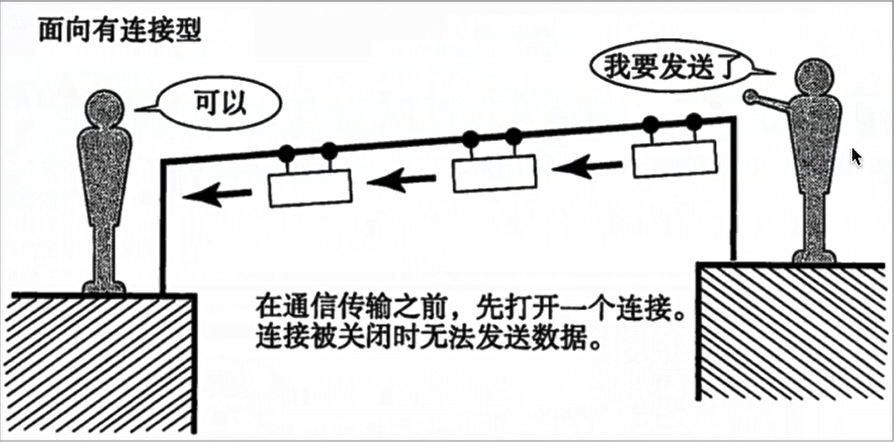 面向有连接型
我要发送了
可以
在通信传输之前，先打开一个连接。
连接被关闭时无法发送数据。